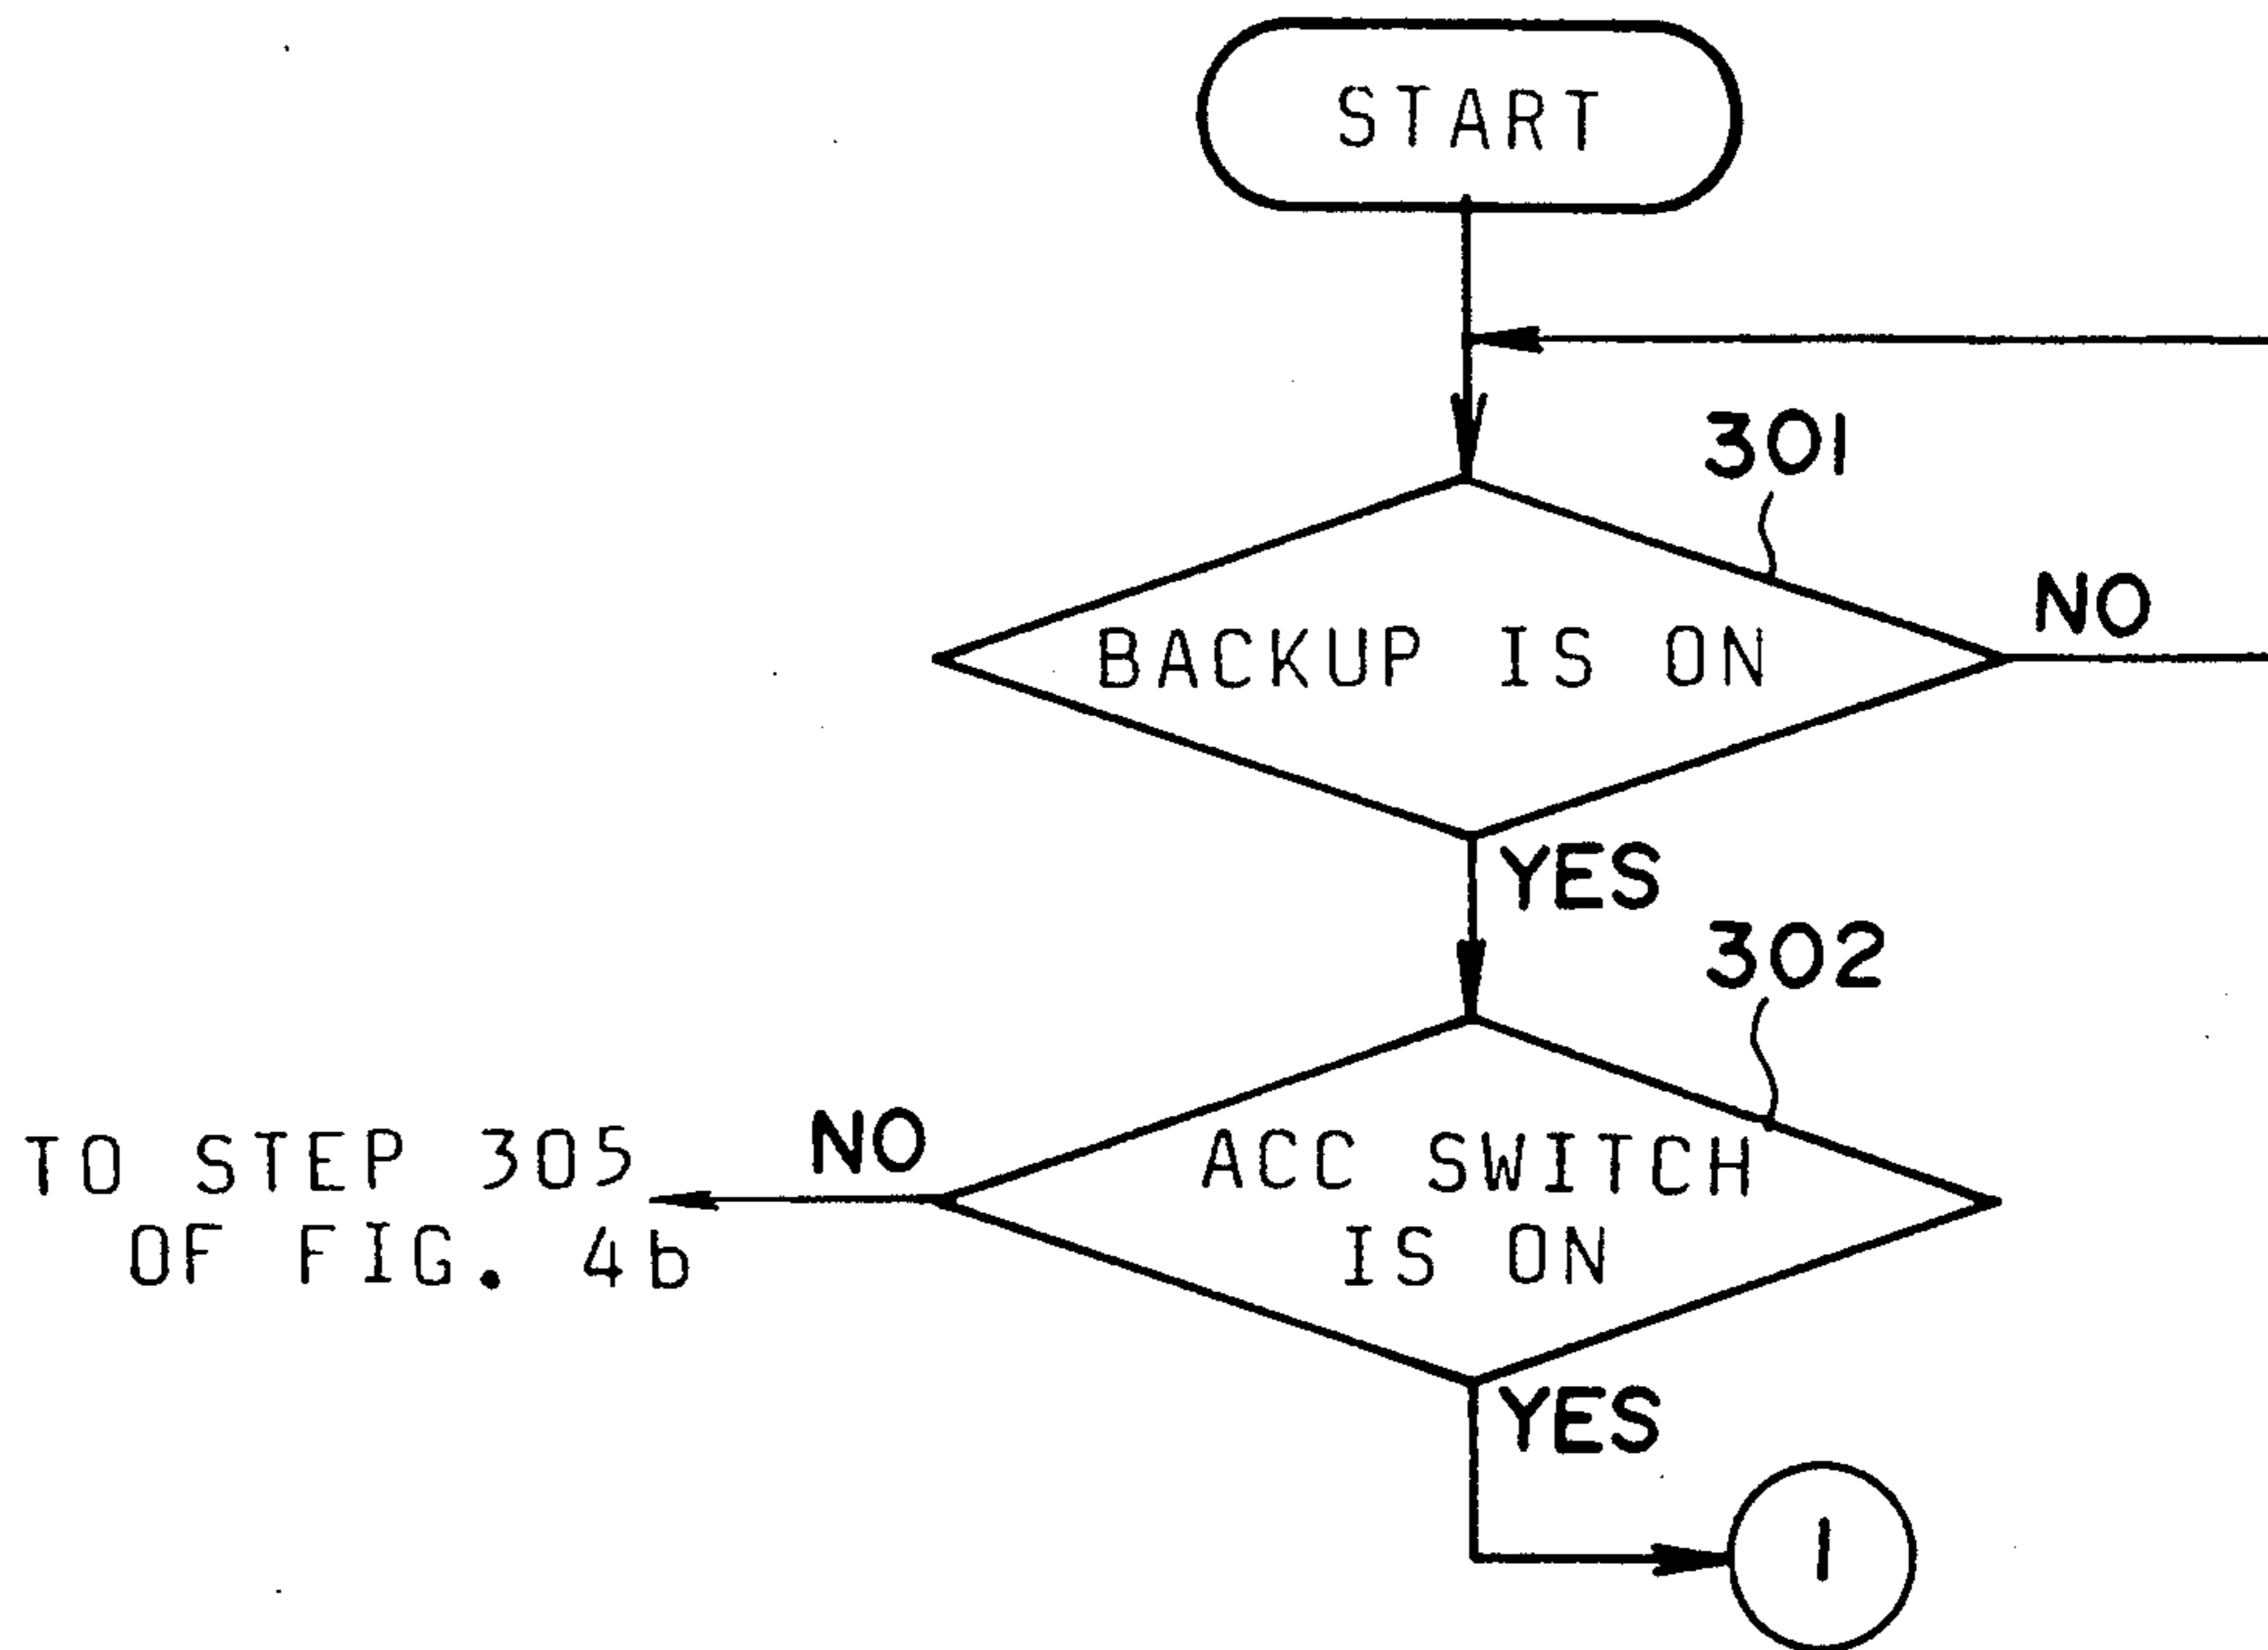 START
301
BACKUP IS ON
NO
YES
302
TO STEP 305
OF FIG. 4b
NO
ACC SWITCH
IS ON
YES
1